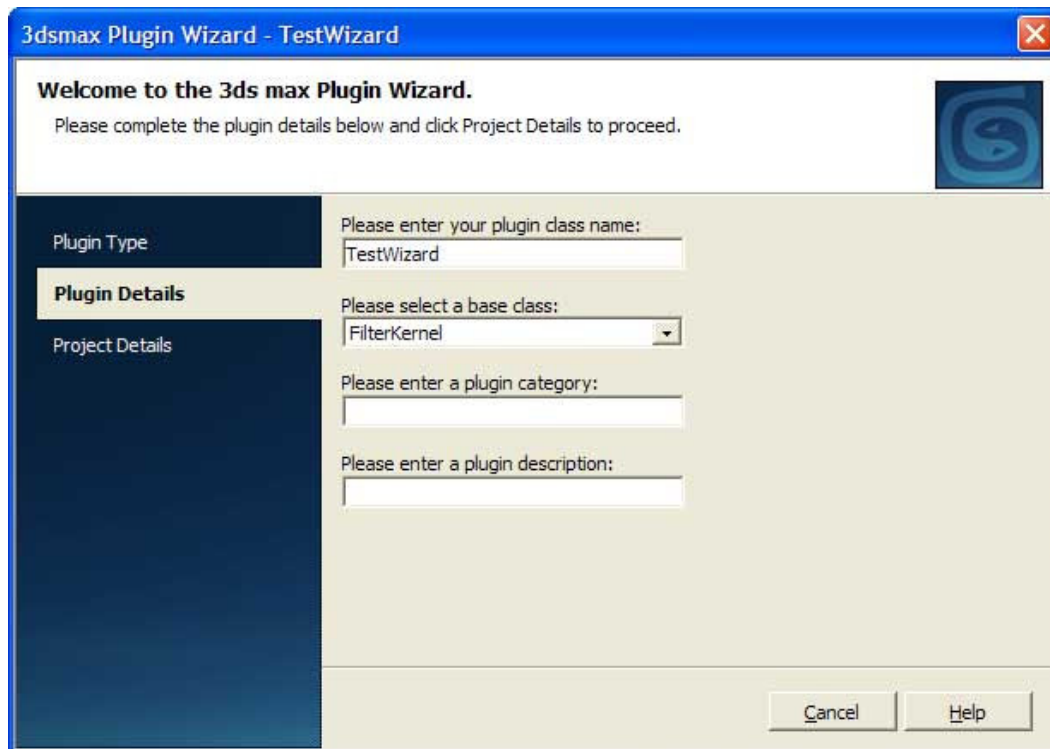 3dsmax Plugin Wizard - TestWizard
Welcome to the 3ds max Plugin Wizard.
Please complete the plugin details below and click Project Details to proceed.
Plugin Type
Plugin Details
Project Details
Please enter your plugin class name:
TestWizard
Please select a base class:
FilterKernel
Please enter a plugin category:
Please enter a plugin description:
Cancel
Help